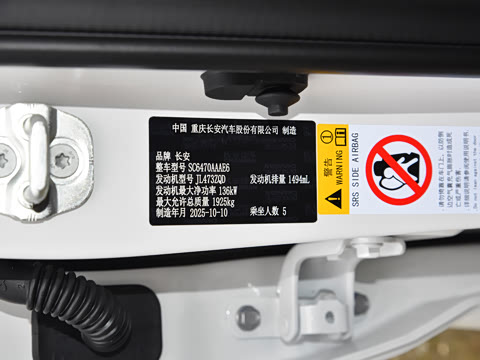 中国 重庆长安汽车股份有限公司 制造
品牌 长安
整车型号 SC6470AAAE6
发动机型号 JL473ZQD 发动机排量 1494mL
发动机最大净功率 136kW
最大允许总质量 1925kg
制造年月 2025-10-10 乘坐人数 5
警告 WARNING
SRS SIDE AIRBAG